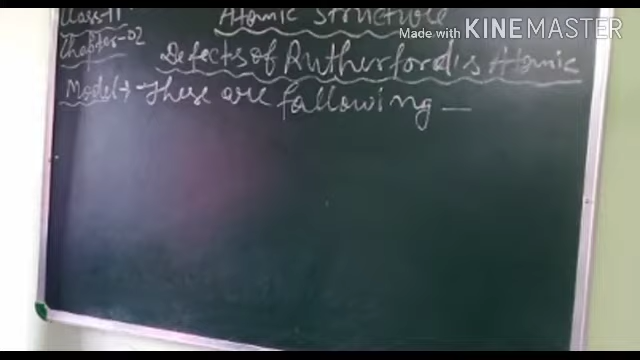 Class-11
Atomic Structure
Made with KINEMASTER
Chapter-02
Defects of Rutherford's Atomic
Model → These are following —